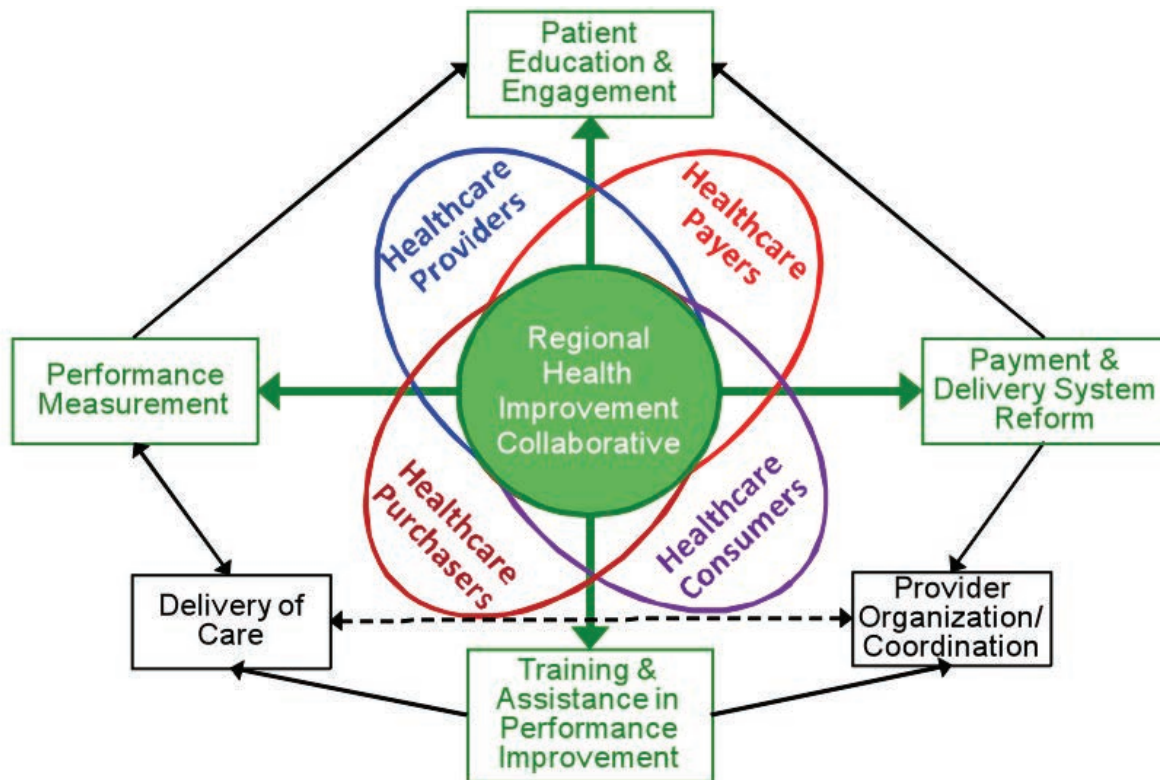 Patient
Education &
Engagement
Healthcare
Providers
Healthcare
Payers
Performance
Measurement
Regional
Health
Improvement
Collaborative
Payment &
Delivery System
Reform
Healthcare
Purchasers
Healthcare
Consumers
Delivery of
Care
Provider
Organization/
Coordination
Training &
Assistance in
Performance
Improvement